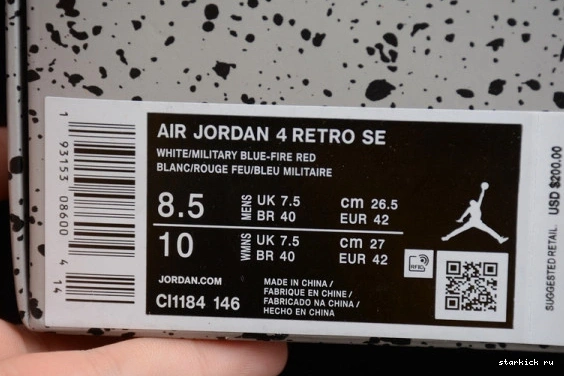 AIR JORDAN 4 RETRO SE
WHITE/MILITARY BLUE-FIRE RED
BLANC/ROUGE FEU/BLEU MILITAIRE
8.5 MENS UK 7.5 cm 26.5
BR 40 EUR 42
10 WMNS UK 7.5 cm 27
BR 40 EUR 42
JORDAN.COM
CI1184 146
MADE IN CHINA /
FABRIQUE EN CHINE /
FABRICADO NA CHINA /
HECHO EN CHINA
RFID
1 93153 08600 4 14
SUGGESTED RETAIL USD $200.00
starkick ru